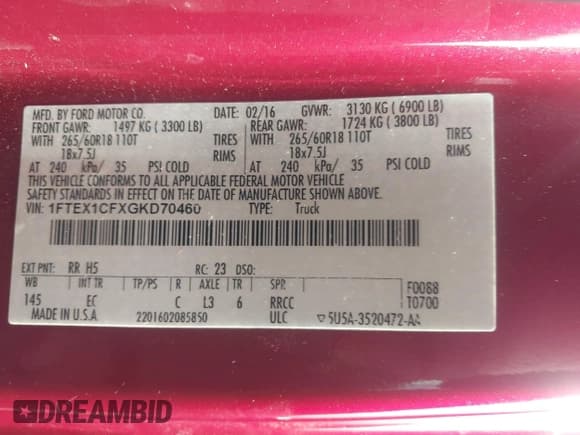 MFD. BY FORD MOTOR CO. DATE: 02/16 GVWR: 3130 KG ( 6900 LB)
FRONT GAWR: 1497 KG ( 3300 LB) REAR GAWR: 1724 KG ( 3800 LB)
WITH 265/60R18 110T TIRES WITH 265/60R18 110T TIRES
18x7.5J RIMS 18x7.5J RIMS
AT 240 kPa/ 35 PSI COLD AT 240 kPa/ 35 PSI COLD
THIS VEHICLE CONFORMS TO ALL APPLICABLE FEDERAL MOTOR VEHICLE
SAFETY STANDARDS IN EFFECT ON THE DATE OF MANUFACTURE SHOWN ABOVE.
VIN: 1FTEX1CFXGKD70460 TYPE: Truck
EXT PNT: RR H5 RC: 23 DSO:
WB INT TR TP/PS R AXLE TR SPR F0088
145 EC C L3 6 RRCC T0700
MADE IN U.S.A. 2201602085850 ULC ▽5U5A-3520472-AA
DREAMBID